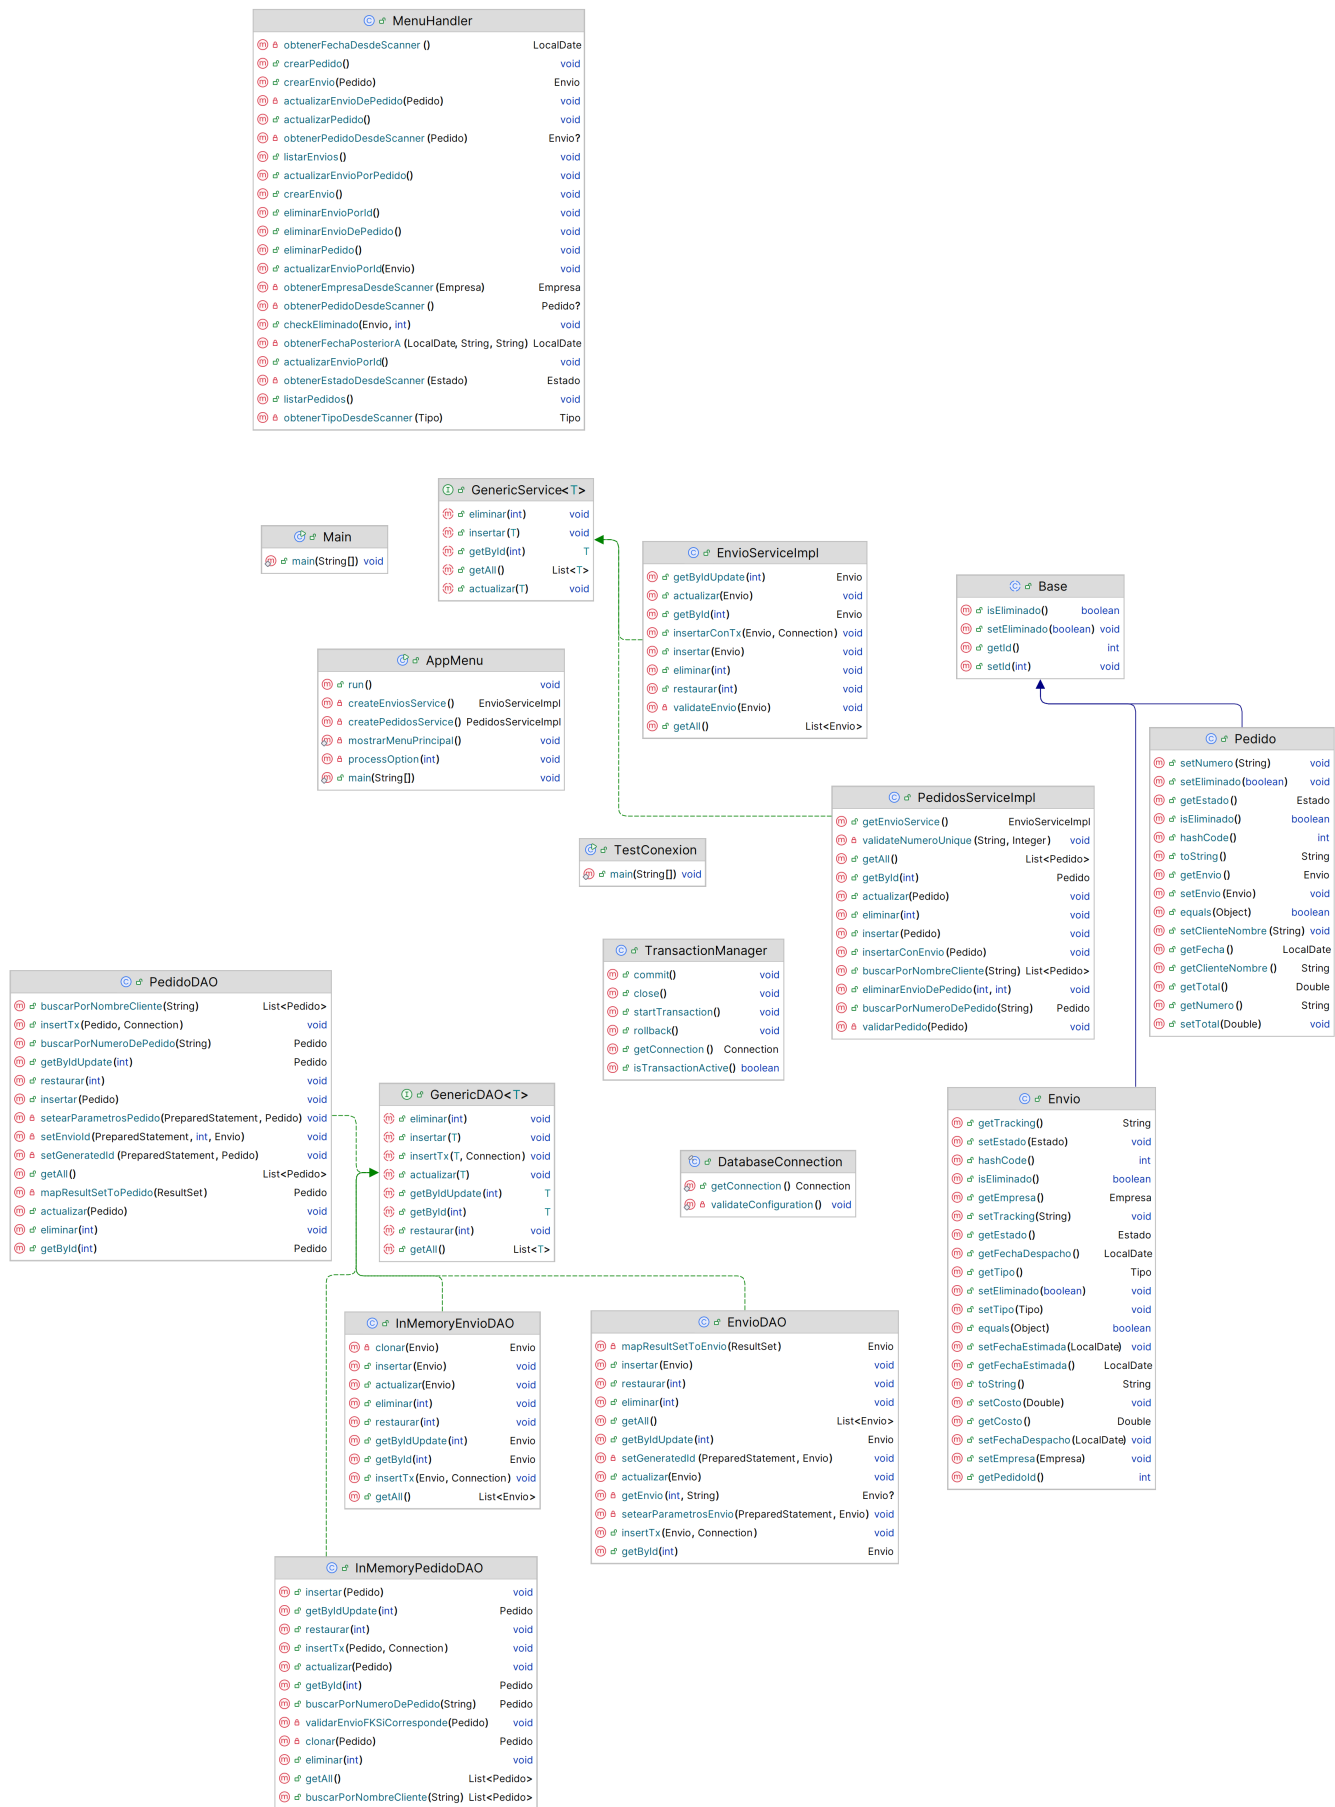 MenuHandler
obtenerFechaDesdeScanner () LocalDate
crearPedido() void
crearEnvio(Pedido) Envio
actualizarEnvioDePedido(Pedido) void
actualizarPedido() void
obtenerPedidoDesdeScanner (Pedido) Envio?
listarEnvios() void
actualizarEnvioPorPedido() void
crearEnvio() void
eliminarEnvioPorId() void
eliminarEnvioDePedido() void
eliminarPedido() void
actualizarEnvioPorId(Envio) void
obtenerEmpresaDesdeScanner (Empresa) Empresa
obtenerPedidoDesdeScanner () Pedido?
checkEliminado(Envio, int) void
obtenerFechaPosteriorA (LocalDate, String, String) LocalDate
actualizarEnvioPorId() void
obtenerEstadoDesdeScanner (Estado) Estado
listarPedidos() void
obtenerTipoDesdeScanner (Tipo) Tipo
GenericService<T>
eliminar(int) void
insertar(T) void
getById(int) T
getAll() List<T>
actualizar(T) void
Main
main(String[]) void
EnvioServiceImpl
getByIdUpdate(int) Envio
actualizar(Envio) void
getById(int) Envio
insertarConTx(Envio, Connection) void
insertar(Envio) void
eliminar(int) void
restaurar(int) void
validateEnvio(Envio) void
getAll() List<Envio>
Base
isEliminado() boolean
setEliminado(boolean) void
getId() int
setId(int) void
AppMenu
run() void
createEnviosService() EnvioServiceImpl
createPedidosService() PedidosServiceImpl
mostrarMenuPrincipal() void
processOption(int) void
main(String[]) void
Pedido
setNumero (String) void
setEliminado(boolean) void
getEstado() Estado
isEliminado() boolean
hashCode() int
toString() String
getEnvio () Envio
setEnvio (Envio) void
equals(Object) boolean
setClienteNombre (String) void
getFecha() LocalDate
getClienteNombre () String
getTotal() Double
getNumero () String
setTotal(Double) void
PedidosServiceImpl
getEnvioService() EnvioServiceImpl
validateNumeroUnique (String, Integer) void
getAll() List<Pedido>
getById(int) Pedido
actualizar(Pedido) void
eliminar(int) void
insertar(Pedido) void
insertarConEnvio (Pedido) void
buscarPorNombreCliente(String) List<Pedido>
eliminarEnvioDePedido(int, int) void
buscarPorNumeroDePedido(String) Pedido
validarPedido(Pedido) void
TestConexion
main(String[]) void
TransactionManager
commit() void
close() void
startTransaction() void
rollback() void
getConnection () Connection
isTransactionActive() boolean
PedidoDAO
buscarPorNombreCliente(String) List<Pedido>
insertTx(Pedido, Connection) void
buscarPorNumeroDePedido(String) Pedido
getByIdUpdate(int) Pedido
restaurar(int) void
insertar(Pedido) void
setearParametrosPedido(PreparedStatement, Pedido) void
setEnvioId(PreparedStatement, int, Envio) void
setGeneratedId (PreparedStatement, Pedido) void
getAll() List<Pedido>
mapResultSetToPedido(ResultSet) Pedido
actualizar(Pedido) void
eliminar(int) void
getById(int) Pedido
GenericDAO<T>
eliminar(int) void
insertar(T) void
insertTx(T, Connection) void
actualizar(T) void
getByIdUpdate(int) T
getById(int) T
restaurar(int) void
getAll() List<T>
Envio
getTracking() String
setEstado(Estado) void
hashCode() int
isEliminado() boolean
getEmpresa() Empresa
setTracking(String) void
getEstado() Estado
getFechaDespacho() LocalDate
getTipo() Tipo
setEliminado(boolean) void
setTipo(Tipo) void
equals(Object) boolean
setFechaEstimada(LocalDate) void
getFechaEstimada() LocalDate
toString() String
setCosto(Double) void
getCosto() Double
setFechaDespacho(LocalDate) void
setEmpresa(Empresa) void
getPedidoId() int
DatabaseConnection
getConnection() Connection
validateConfiguration() void
InMemoryEnvioDAO
clonar(Envio) Envio
insertar(Envio) void
actualizar(Envio) void
eliminar(int) void
restaurar(int) void
getByIdUpdate(int) Envio
getById(int) Envio
insertTx(Envio, Connection) void
getAll() List<Envio>
EnvioDAO
mapResultSetToEnvio(ResultSet) Envio
insertar(Envio) void
restaurar(int) void
eliminar(int) void
getAll() List<Envio>
getByIdUpdate(int) Envio
setGeneratedId (PreparedStatement, Envio) void
actualizar(Envio) void
getEnvio (int, String) Envio?
setearParametrosEnvio(PreparedStatement, Envio) void
insertTx(Envio, Connection) void
getById(int) Envio
InMemoryPedidoDAO
insertar(Pedido) void
getByIdUpdate(int) Pedido
restaurar(int) void
insertTx(Pedido, Connection) void
actualizar(Pedido) void
getById(int) Pedido
buscarPorNumeroDePedido(String) Pedido
validarEnvioFKSiCorresponde(Pedido) void
clonar(Pedido) Pedido
eliminar(int) void
getAll() List<Pedido>
buscarPorNombreCliente(String) List<Pedido>